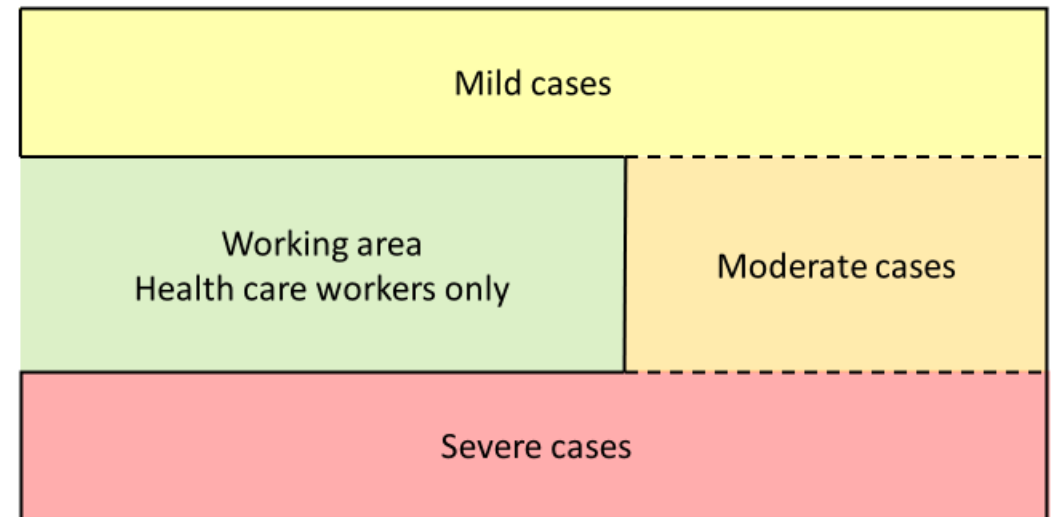 Mild cases
Working area
Health care workers only
Moderate cases
Severe cases